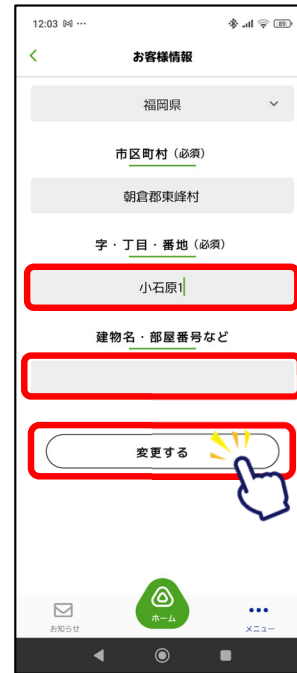 12:03
89
お客様情報
福岡県
市区町村（必須）
朝倉郡東峰村
字・丁目・番地（必須）
小石原1
建物名・部屋番号など
変更する
お知らせ
ホーム
メニュー